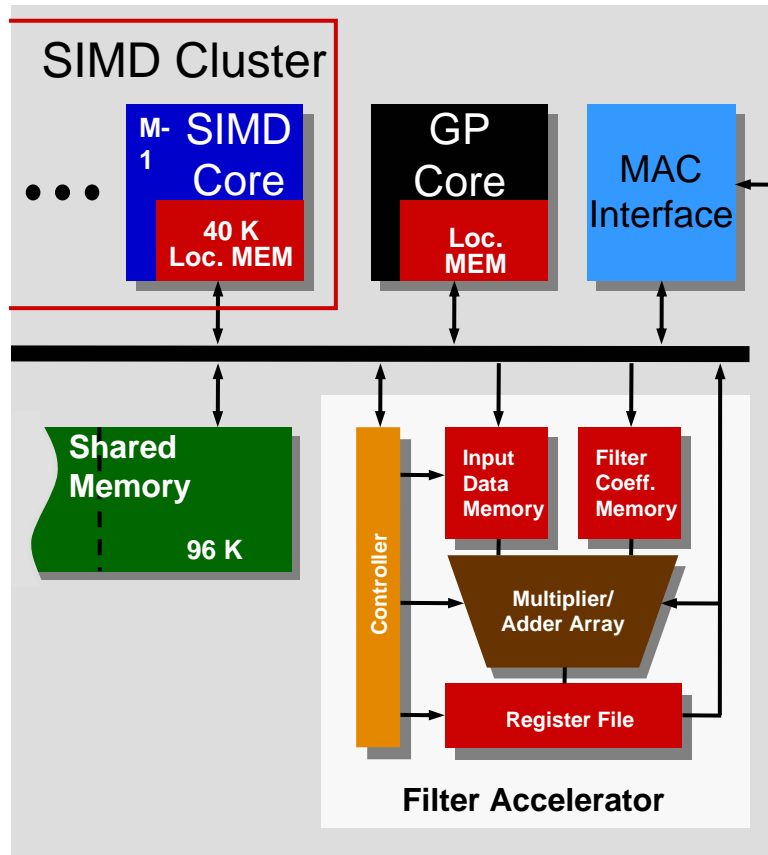 SIMD Cluster
M-
1
SIMD
Core
40 K
Loc. MEM
GP
Core
Loc.
MEM
MAC
Interface
Shared
Memory
96 K
Controller
Input
Data
Memory
Filter
Coeff.
Memory
Multiplier/
Adder Array
Register File
Filter Accelerator